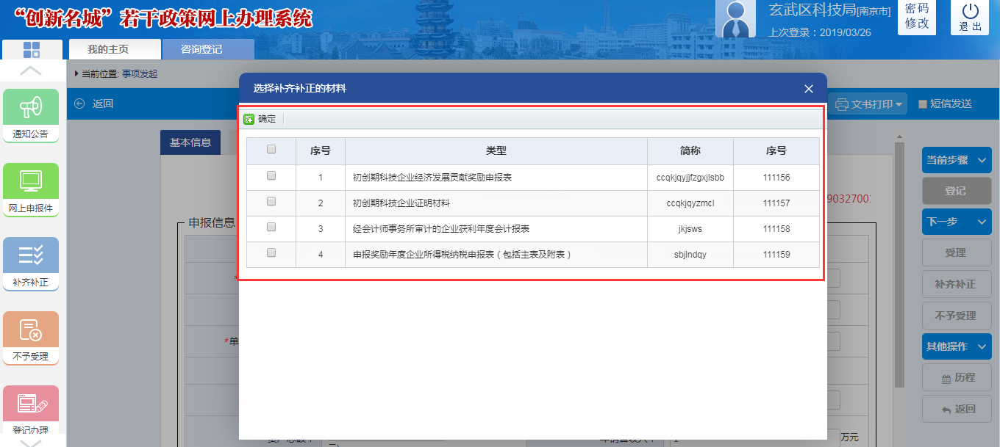 “创新名城”若干政策网上办理系统
玄武区科技局[南京市]
上次登录：2019/03/26
密码
修改
退 出
我的主页
咨询登记
当前位置: 事项发起
返回
文书打印
短信发送
通知公告
网上申报件
补齐补正
不予受理
登记办理
基本信息
申报信息
*
*单
选择补齐补正的材料
确定
序号 类型 简称 序号
1 初创期科技企业经济发展贡献奖励申报表 ccqkjqyjjfzgxjlsbb 111156
2 初创期科技企业证明材料 ccqkjqyzmcl 111157
3 经会计师事务所审计的企业获利年度会计报表 jkjsws 111158
4 申报奖励年度企业所得税纳税申报表（包括主表及附表） sbjlndqy 111159
9032700
万元
当前步骤
登记
下一步
受理
补齐补正
不予受理
其他操作
历程
返回